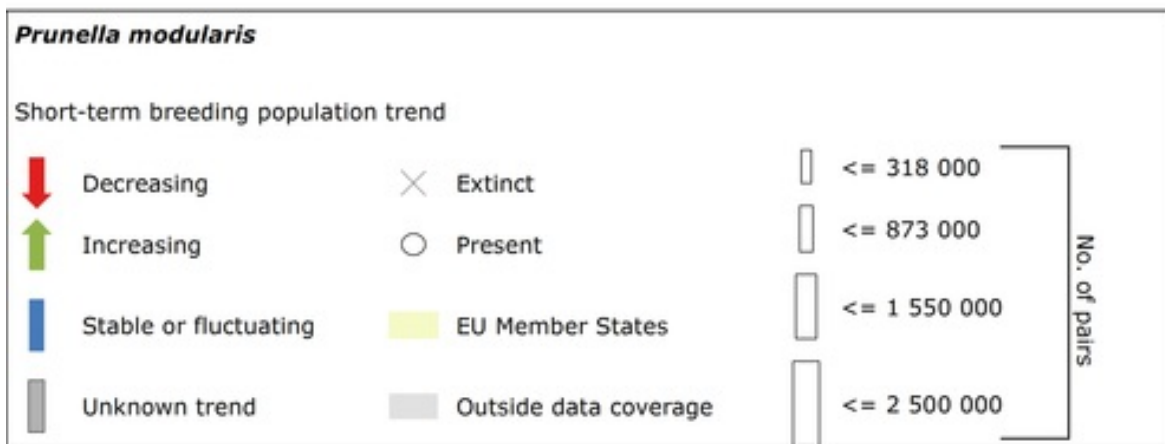 Prunella modularis
Short-term breeding population trend
Decreasing
Extinct
<= 318 000
Increasing
Present
<= 873 000
Stable or fluctuating
EU Member States
<= 1 550 000
Unknown trend
Outside data coverage
<= 2 500 000
No. of pairs